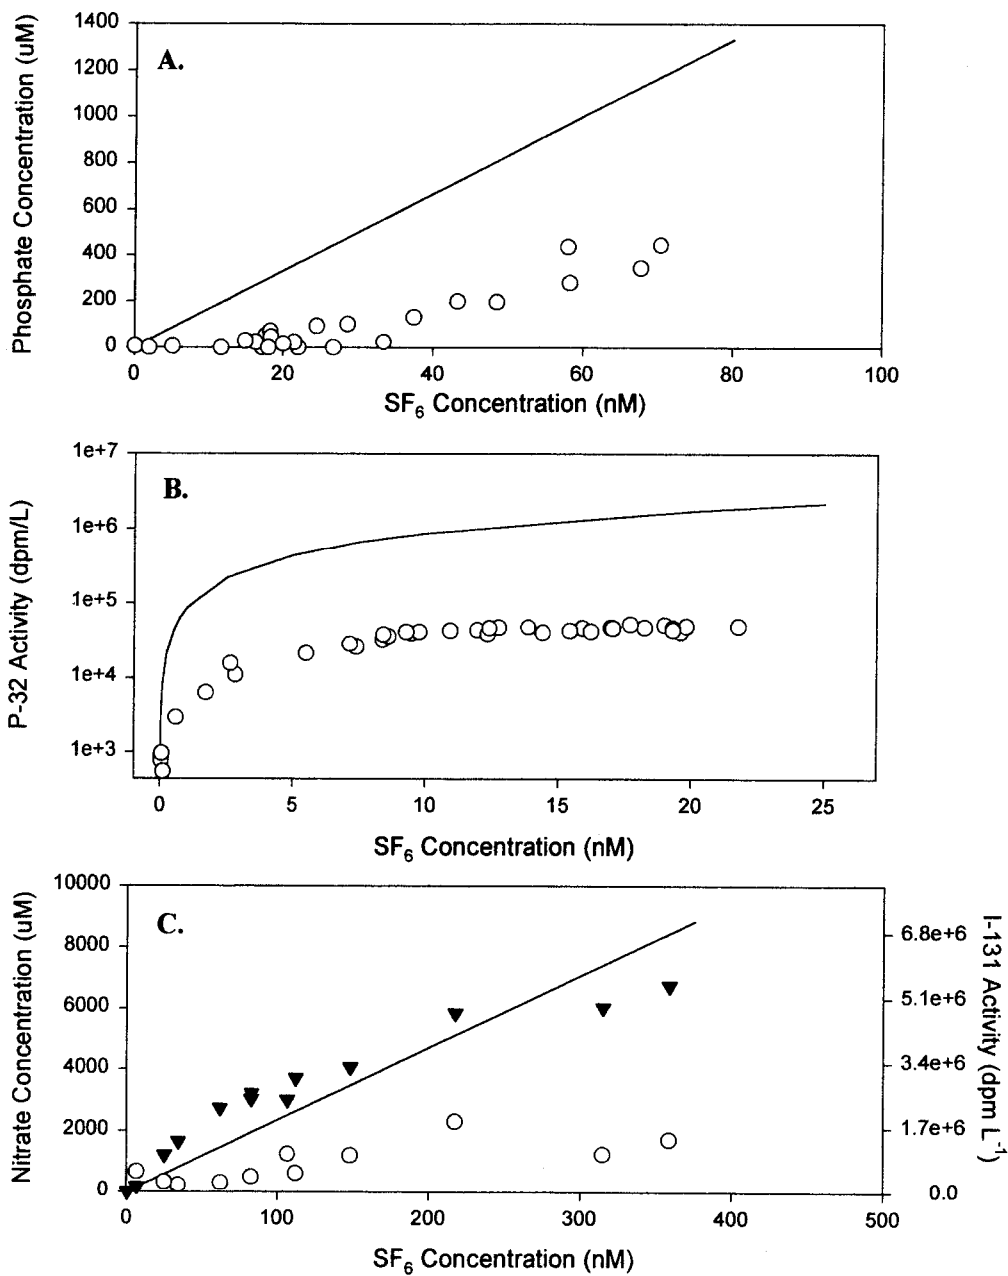 A.
Phosphate Concentration (uM)
1400
1200
1000
800
600
400
200
0
0 20 40 60 80 100
SF6 Concentration (nM)
B.
P-32 Activity (dpm/L)
1e+7
1e+6
1e+5
1e+4
1e+3
0 5 10 15 20 25
SF6 Concentration (nM)
C.
Nitrate Concentration (uM)
10000
8000
6000
4000
2000
0
I-131 Activity (dpm L-1)
6.8e+6
5.1e+6
3.4e+6
1.7e+6
0.0
0 100 200 300 400 500
SF6 Concentration (nM)